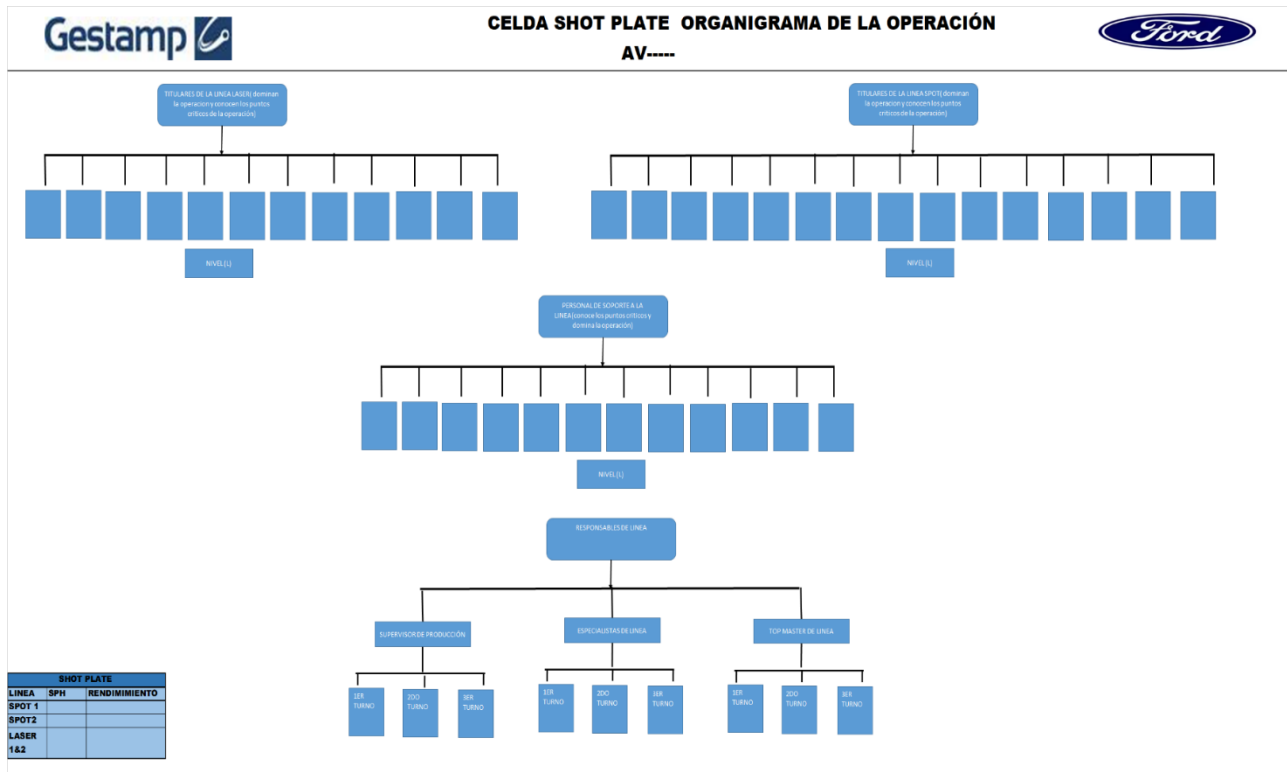 Gestamp
CELDA SHOT PLATE ORGANIGRAMA DE LA OPERACIÓN
AV-----
Ford
TITULARES DE LA LINEA LASER( dominan
la operacion y conocen los puntos
criticos de la operación)
TITULARES DE LA LINEA SPOT( dominan
la operacion y conocen los puntos
criticos de la operación)
NIVEL (L)
NIVEL (L)
PERSONAL DE SOPORTE A LA
LINEA(conoce los puntos criticos y
domina la operación)
NIVEL (L)
RESPONSABLES DE LINEA
SUPERVISOR DE PRODUCCIÓN
ESPECIALISTAS DE LINEA
TOP MASTER DE LINEA
1ER
TURNO
2DO
TURNO
3ER
TURNO
1ER
TURNO
2DO
TURNO
3ER
TURNO
1ER
TURNO
2DO
TURNO
3ER
TURNO
SHOT PLATE
LINEA SPH RENDIMIMIENTO
SPOT 1
SPOT2
LASER
1&2